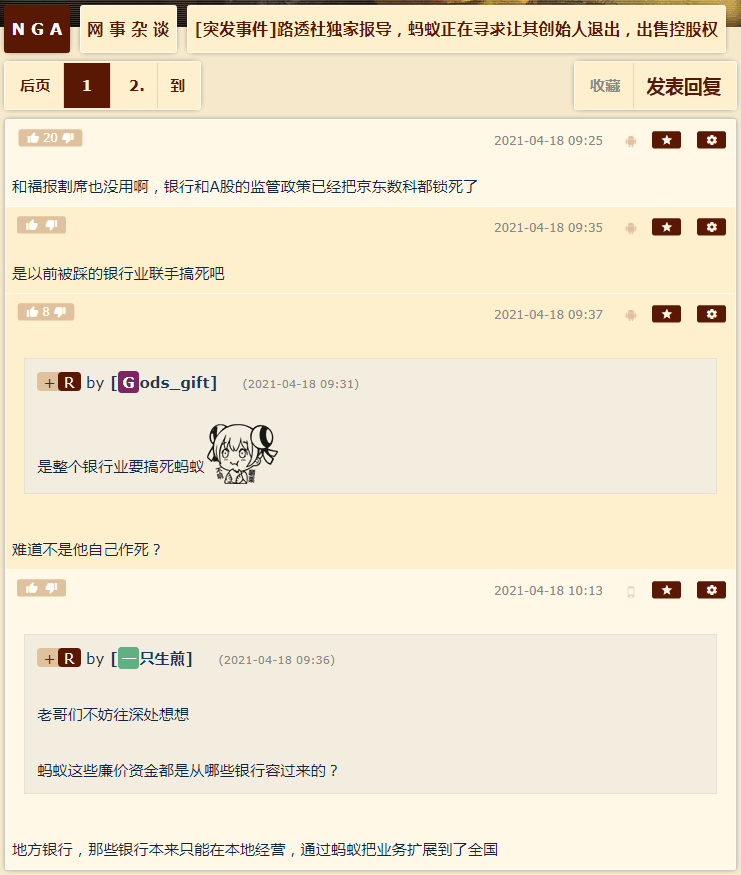 NGA
网事杂谈
[突发事件]路透社独家报导，蚂蚁正在寻求让其创始人退出，出售控股权
后页 1 2. 到
收藏 发表回复
20
2021-04-18 09:25
和福报割席也没用啊，银行和A股的监管政策已经把京东数科都锁死了
2021-04-18 09:35
是以前被踩的银行业联手搞死吧
8
2021-04-18 09:37
+ R by [Gods_gift] (2021-04-18 09:31)
是整个银行业要搞死蚂蚁
难道不是他自己作死？
2021-04-18 10:13
+ R by [一只生煎] (2021-04-18 09:36)
老哥们不妨往深处想想
蚂蚁这些廉价资金都是从哪些银行容过来的？
地方银行，那些银行本来只能在本地经营，通过蚂蚁把业务扩展到了全国